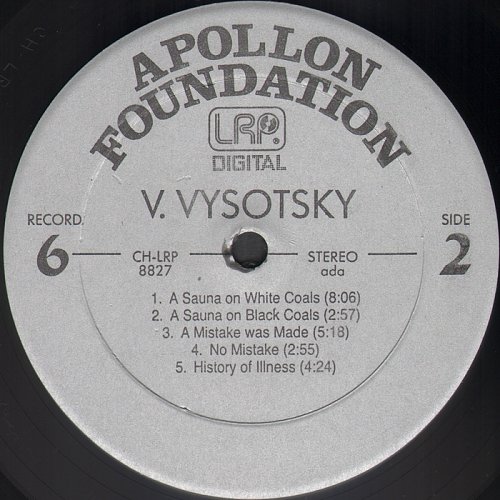 APOLLON
FOUNDATION
LRP.
DIGITAL
V. VYSOTSKY
RECORD
6
SIDE
2
CH-LRP
8827
STEREO
ada
1. A Sauna on White Coals (8:06)
2. A Sauna on Black Coals (2:57)
3. A Mistake was Made (5:18)
4. No Mistake (2:55)
5. History of Illness (4:24)
CH-LR